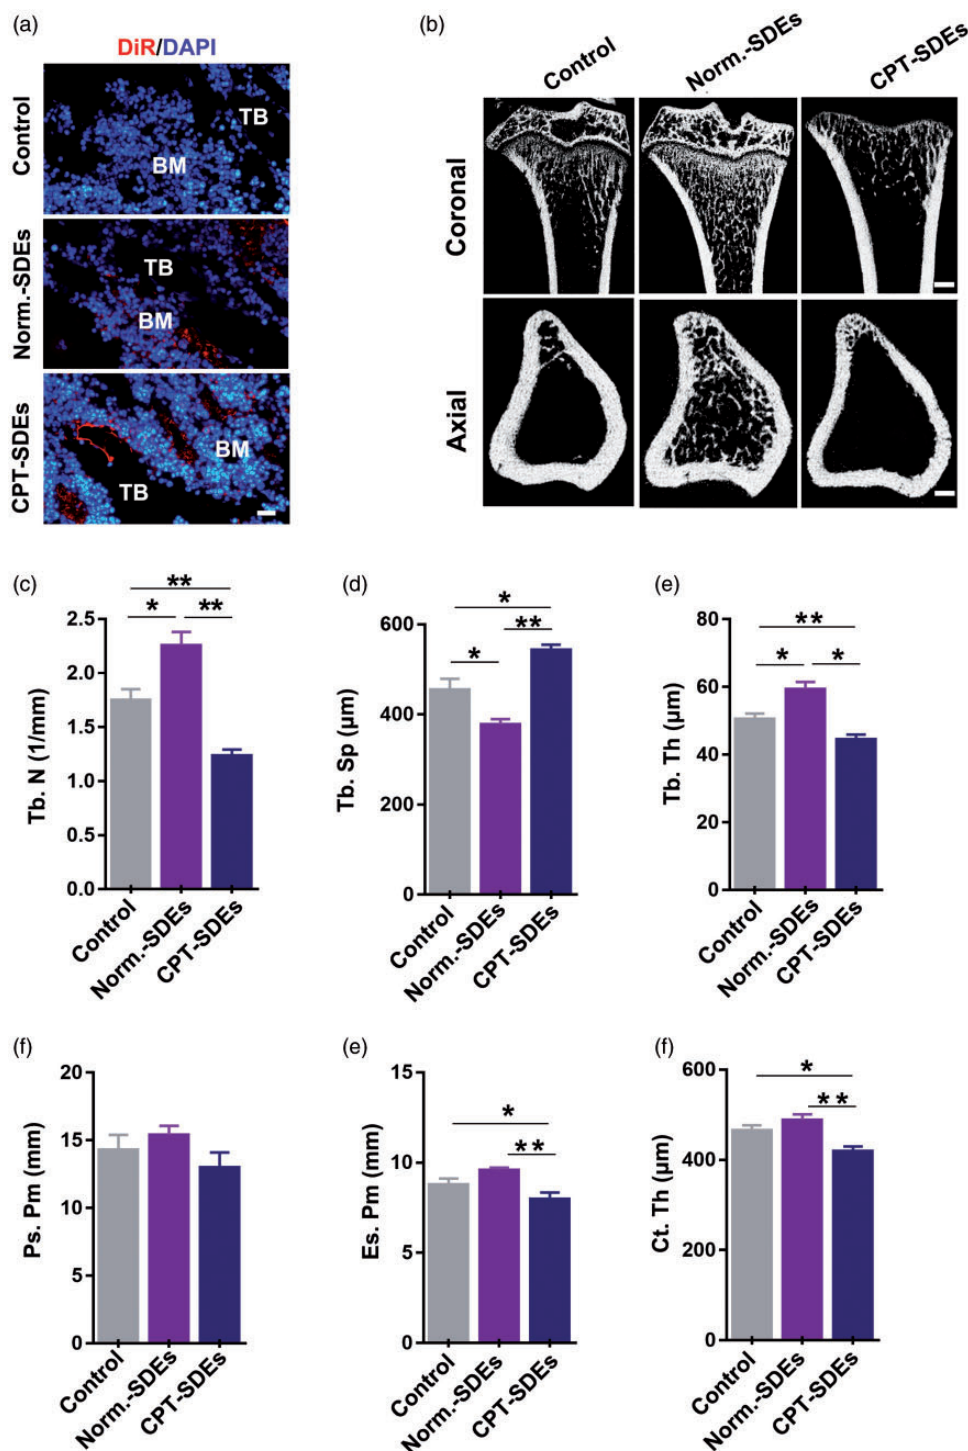 (a)
DiR/DAPI
Control
TB
BM
Norm.-SDEs
TB
BM
CPT-SDEs
BM
TB
(b)
Control
Norm.-SDEs
CPT-SDEs
Coronal
Axial
(c)
**
*
**
Tb. N (1/mm)
2.5
2.0
1.5
1.0
0.5
0.0
Control
Norm.-SDEs
CPT-SDEs
(d)
*
**
*
Tb. Sp (µm)
600
400
200
0
Control
Norm.-SDEs
CPT-SDEs
(e)
**
*
*
Tb. Th (µm)
80
60
40
20
0
Control
Norm.-SDEs
CPT-SDEs
(f)
Ps. Pm (mm)
20
15
10
5
0
Control
Norm.-SDEs
CPT-SDEs
(e)
*
**
Es. Pm (mm)
15
10
5
0
Control
Norm.-SDEs
CPT-SDEs
(f)
*
**
Ct. Th (µm)
600
400
200
0
Control
Norm.-SDEs
CPT-SDEs